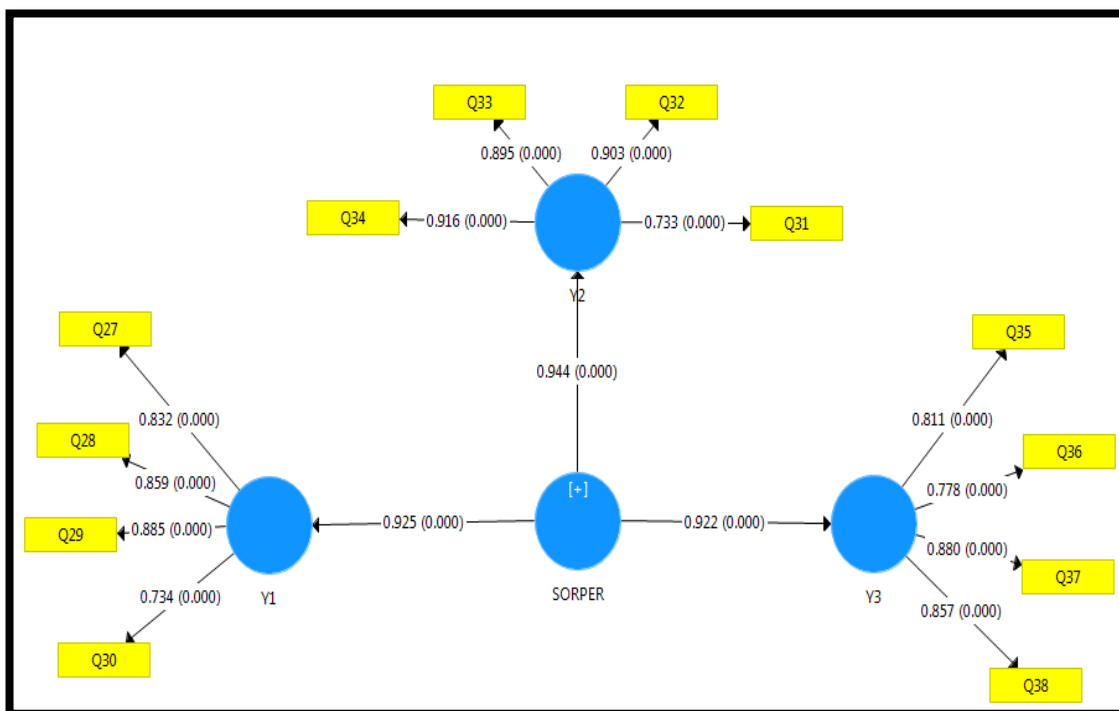 Q33
Q32
0.895 (0.000)
0.903 (0.000)
Q34
0.916 (0.000)
0.733 (0.000)
Q31
Y2
Q27
Q35
0.944 (0.000)
0.832 (0.000)
0.811 (0.000)
Q28
Q36
0.859 (0.000)
[+]
0.778 (0.000)
Q29
0.885 (0.000)
0.925 (0.000)
0.922 (0.000)
0.880 (0.000)
Q37
0.734 (0.000)
Y1
SORPER
Y3
0.857 (0.000)
Q30
Q38